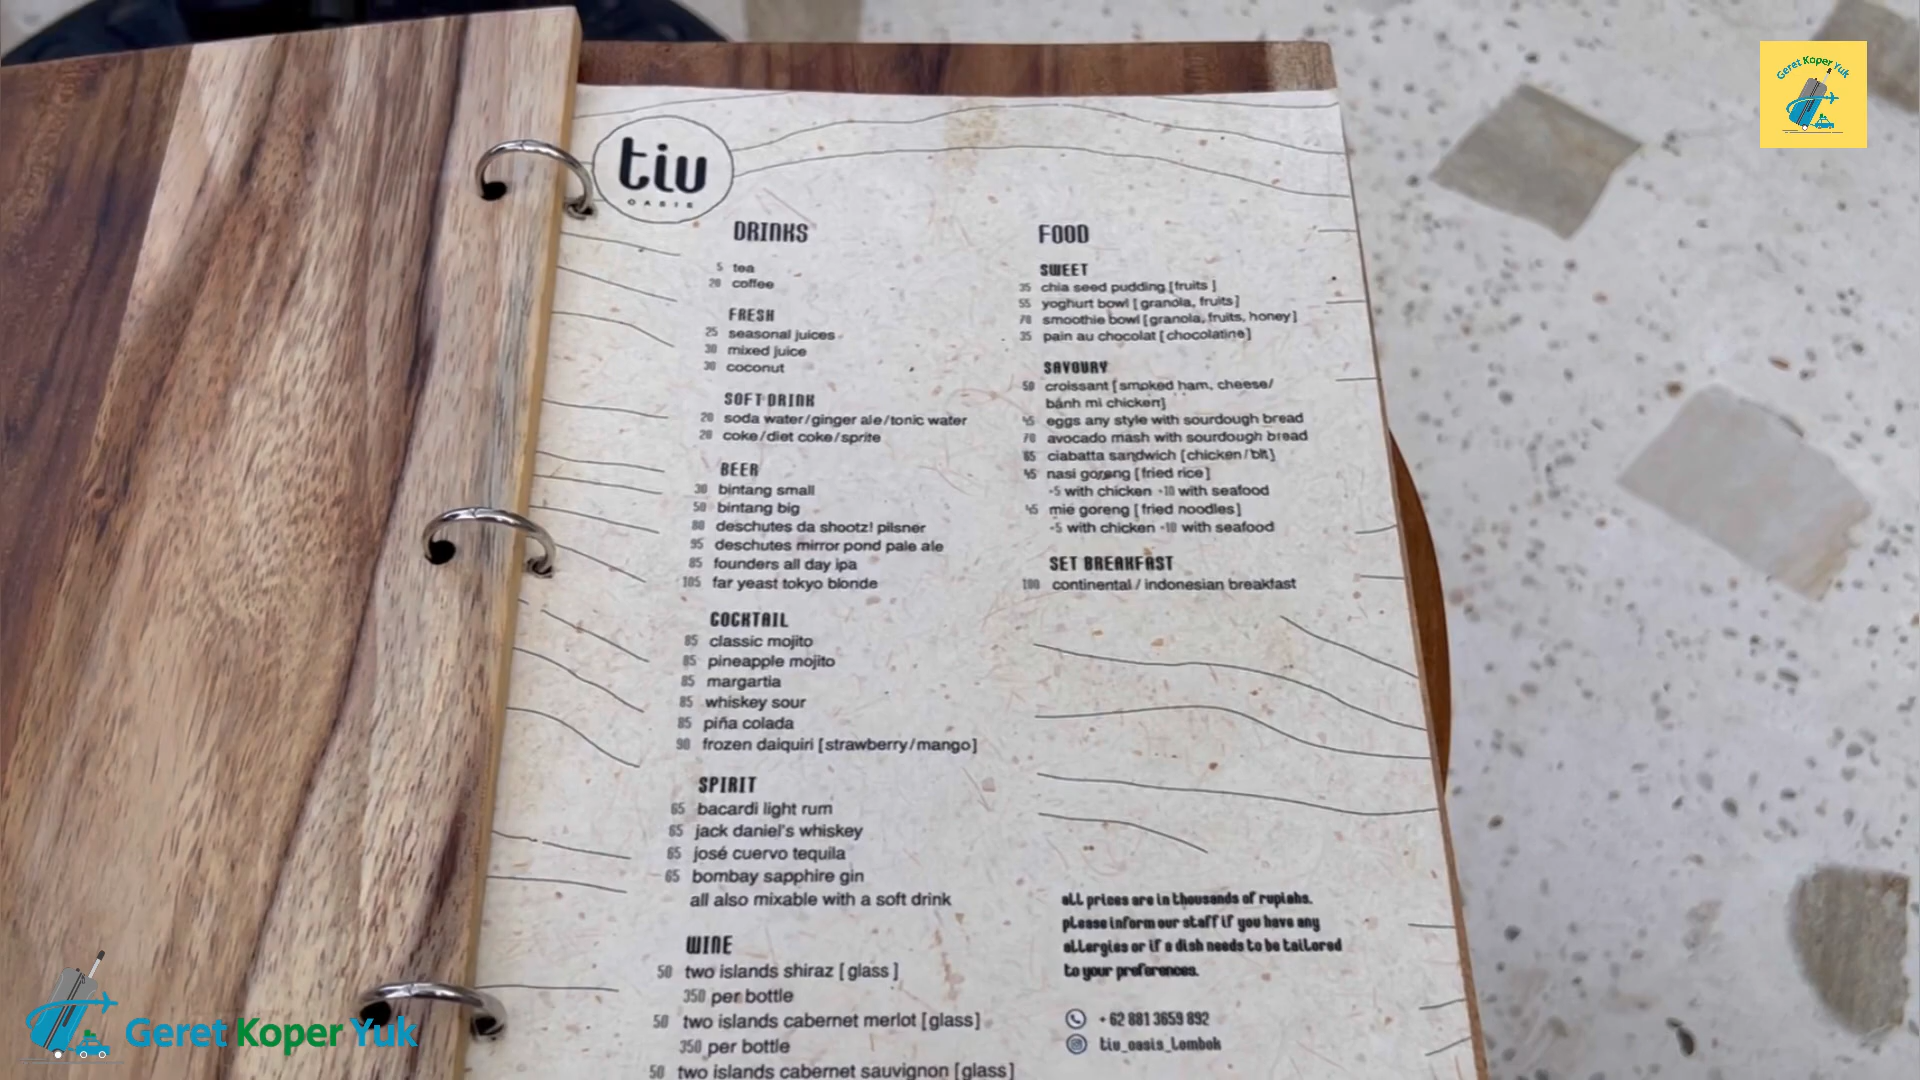 Geret Koper Yuk
tiu
OASIS
DRINKS
5 tea
20 coffee
FRESH
25 seasonal juices
30 mixed juice
30 coconut
SOFT DRINK
20 soda water/ginger ale/tonic water
20 coke/diet coke/sprite
BEER
30 bintang small
50 bintang big
80 deschutes da shootz! pilsner
95 deschutes mirror pond pale ale
85 founders all day ipa
105 far yeast tokyo blonde
COCKTAIL
85 classic mojito
85 pineapple mojito
85 margartia
85 whiskey sour
85 piña colada
90 frozen daiquiri [strawberry/mango]
SPIRIT
65 bacardi light rum
65 jack daniel's whiskey
65 josé cuervo tequila
65 bombay sapphire gin
all also mixable with a soft drink
WINE
50 two islands shiraz [glass]
350 per bottle
50 two islands cabernet merlot [glass]
350 per bottle
50 two islands cabernet sauvignon [glass]
FOOD
SWEET
35 chia seed pudding [fruits]
55 yoghurt bowl [granola, fruits]
70 smoothie bowl [granola, fruits, honey]
35 pain au chocolat [chocolatine]
SAVOURY
50 croissant [smoked ham, cheese/
bánh mì chicken]
45 eggs any style with sourdough bread
70 avocado mash with sourdough bread
65 ciabatta sandwich [chicken/blt]
45 nasi goreng [fried rice]
+5 with chicken +10 with seafood
45 mie goreng [fried noodles]
+5 with chicken +10 with seafood
SET BREAKFAST
100 continental / indonesian breakfast
all prices are in thousands of rupiahs.
please inform our staff if you have any
allergies or if a dish needs to be tailored
to your preferences.
+62 881 3659 892
tiu_oasis_lombok
Geret Koper Yuk